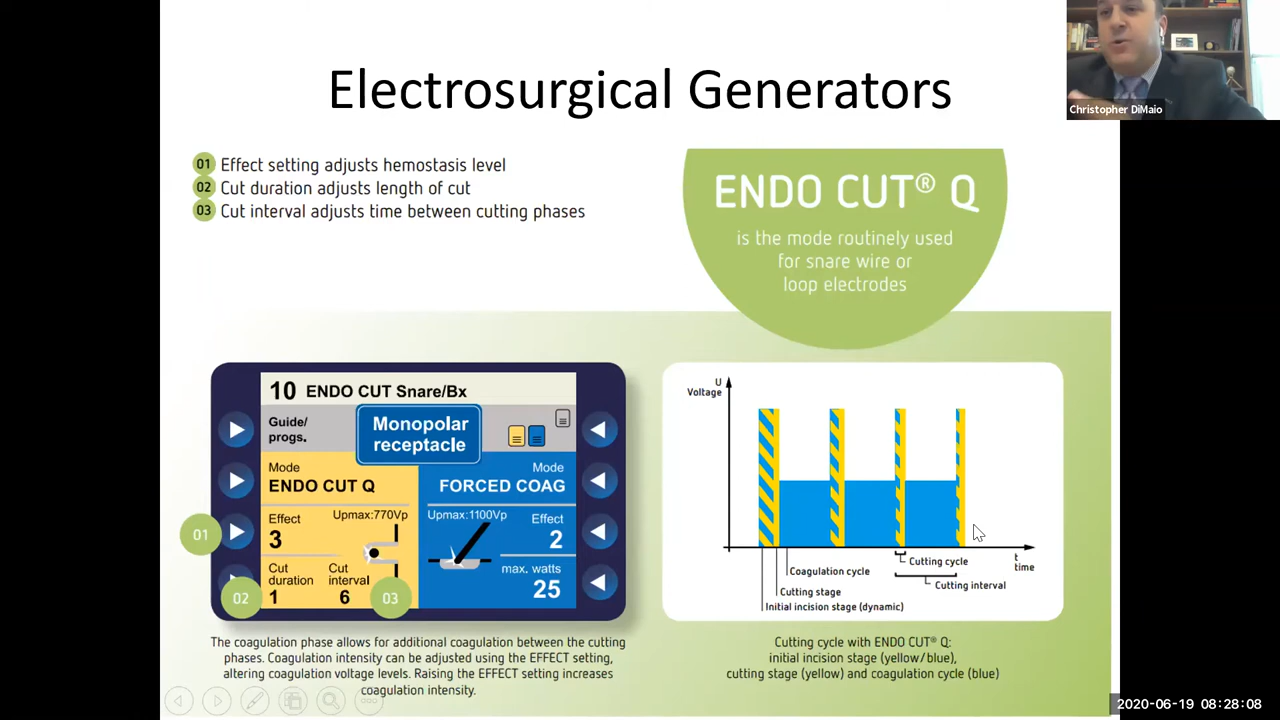 Electrosurgical Generators
Christopher DiMaio
01 Effect setting adjusts hemostasis level
02 Cut duration adjusts length of cut
03 Cut interval adjusts time between cutting phases
ENDO CUT® Q
is the mode routinely used
for snare wire or
loop electrodes
10 ENDO CUT Snare/Bx
Guide/
progs.
Monopolar
receptacle
Mode
ENDO CUT Q
Mode
FORCED COAG
Effect
3
Upmax:770Vp
Upmax:1100Vp
Effect
2
Cut
duration
1
Cut
interval
6
max. watts
25
01
02
03
U
Voltage
t
time
Coagulation cycle
Cutting stage
Initial incision stage (dynamic)
Cutting cycle
Cutting interval
The coagulation phase allows for additional coagulation between the cutting
phases. Coagulation intensity can be adjusted using the EFFECT setting,
altering coagulation voltage levels. Raising the EFFECT setting increases
coagulation intensity.
Cutting cycle with ENDO CUT® Q:
initial incision stage (yellow/blue),
cutting stage (yellow) and coagulation cycle (blue)
2020-06-19 08:28:08